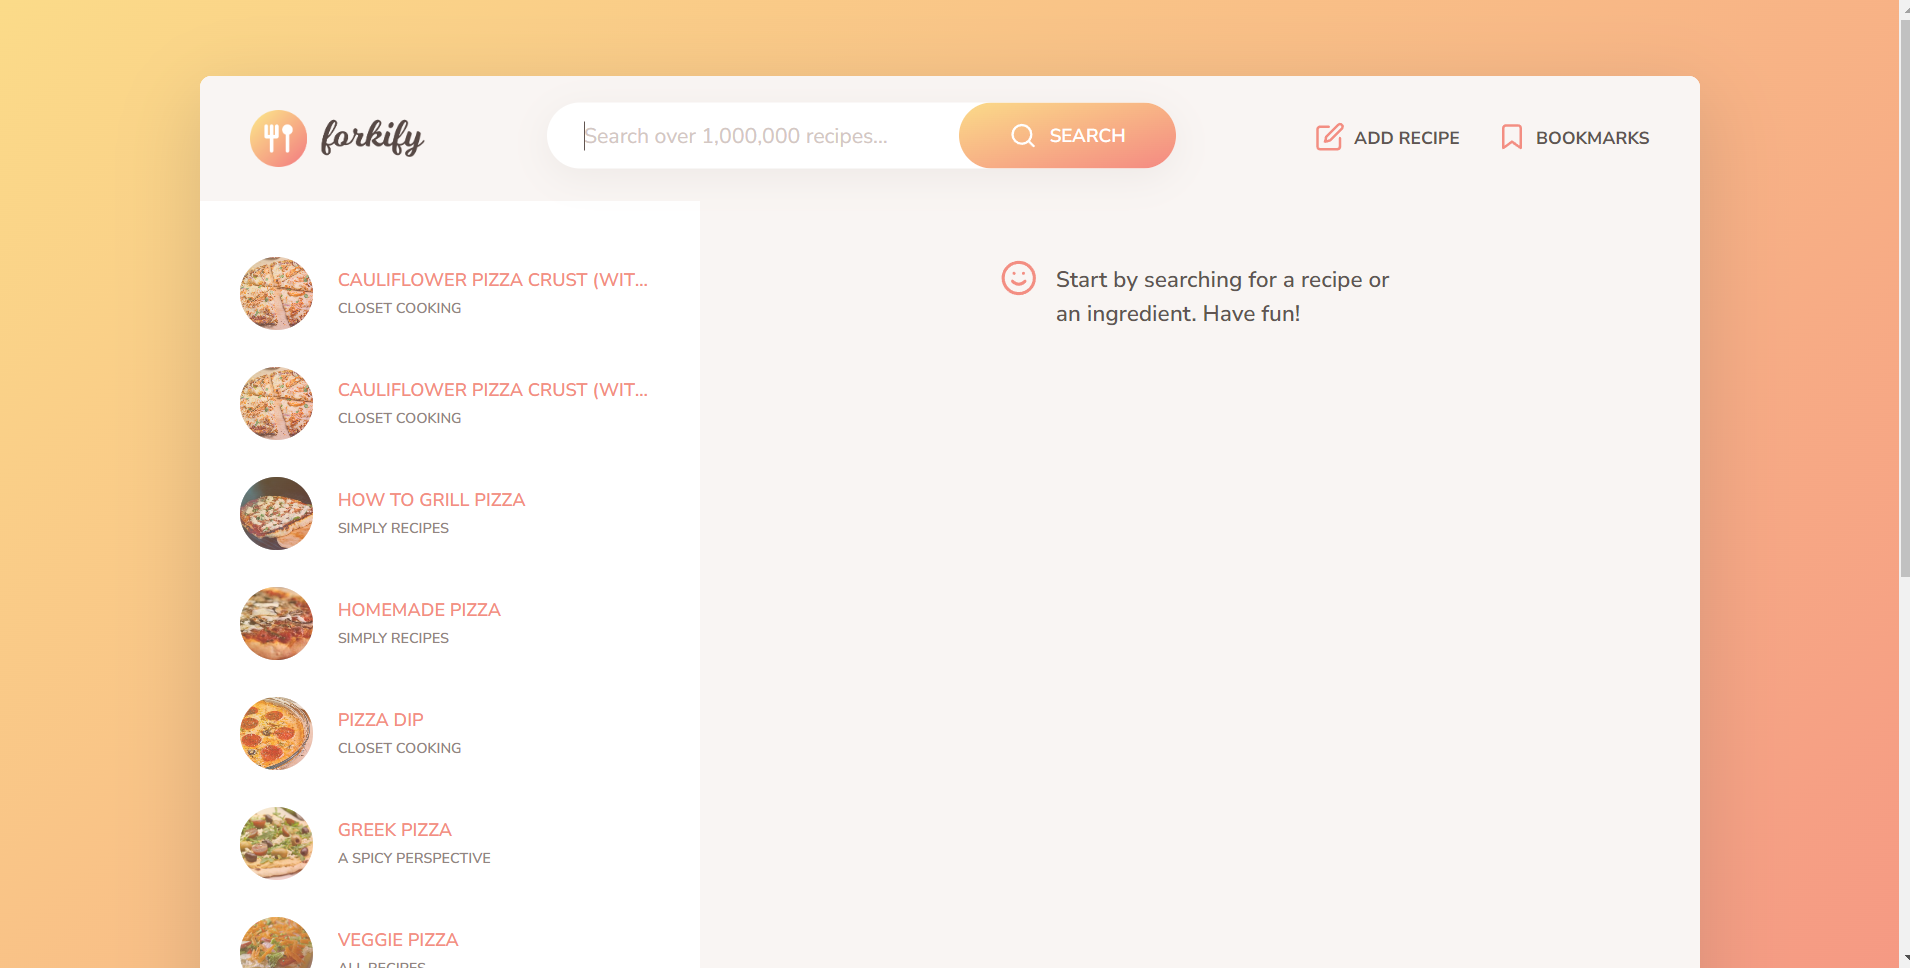 forkify
Search over 1,000,000 recipes...
SEARCH
ADD RECIPE
BOOKMARKS
CAULIFLOWER PIZZA CRUST (WIT...
CLOSET COOKING
CAULIFLOWER PIZZA CRUST (WIT...
CLOSET COOKING
HOW TO GRILL PIZZA
SIMPLY RECIPES
HOMEMADE PIZZA
SIMPLY RECIPES
PIZZA DIP
CLOSET COOKING
GREEK PIZZA
A SPICY PERSPECTIVE
VEGGIE PIZZA
ALL RECIPES
Start by searching for a recipe or
an ingredient. Have fun!